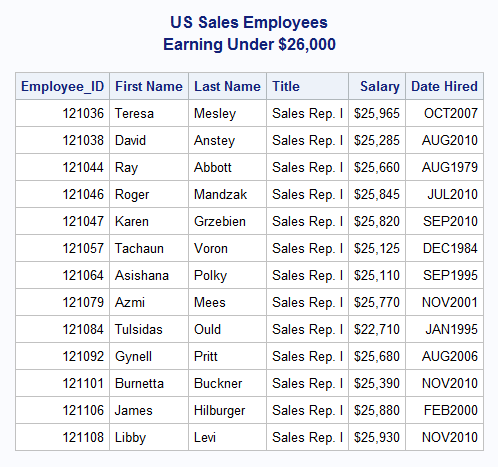 US Sales Employees
Earning Under $26,000
Employee_ID First Name Last Name Title Salary Date Hired
121036 Teresa Mesley Sales Rep. I $25,965 OCT2007
121038 David Anstey Sales Rep. I $25,285 AUG2010
121044 Ray Abbott Sales Rep. I $25,660 AUG1979
121046 Roger Mandzak Sales Rep. I $25,845 JUL2010
121047 Karen Grzebien Sales Rep. I $25,820 SEP2010
121057 Tachaun Voron Sales Rep. I $25,125 DEC1984
121064 Asishana Polky Sales Rep. I $25,110 SEP1995
121079 Azmi Mees Sales Rep. I $25,770 NOV2001
121084 Tulsidas Ould Sales Rep. I $22,710 JAN1995
121092 Gynell Pritt Sales Rep. I $25,680 AUG2006
121101 Burnetta Buckner Sales Rep. I $25,390 NOV2010
121106 James Hilburger Sales Rep. I $25,880 FEB2000
121108 Libby Levi Sales Rep. I $25,930 NOV2010